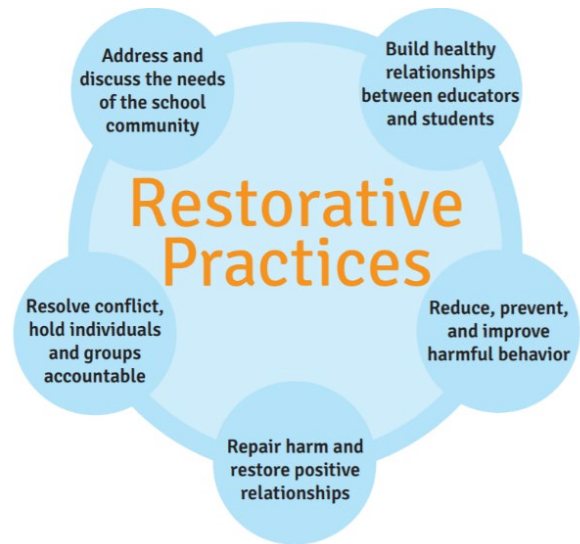 Address and
discuss the needs
of the school
community
Build healthy
relationships
between educators
and students
Restorative
Practices
Resolve conflict,
hold individuals
and groups
accountable
Reduce, prevent,
and improve
harmful behavior
Repair harm and
restore positive
relationships